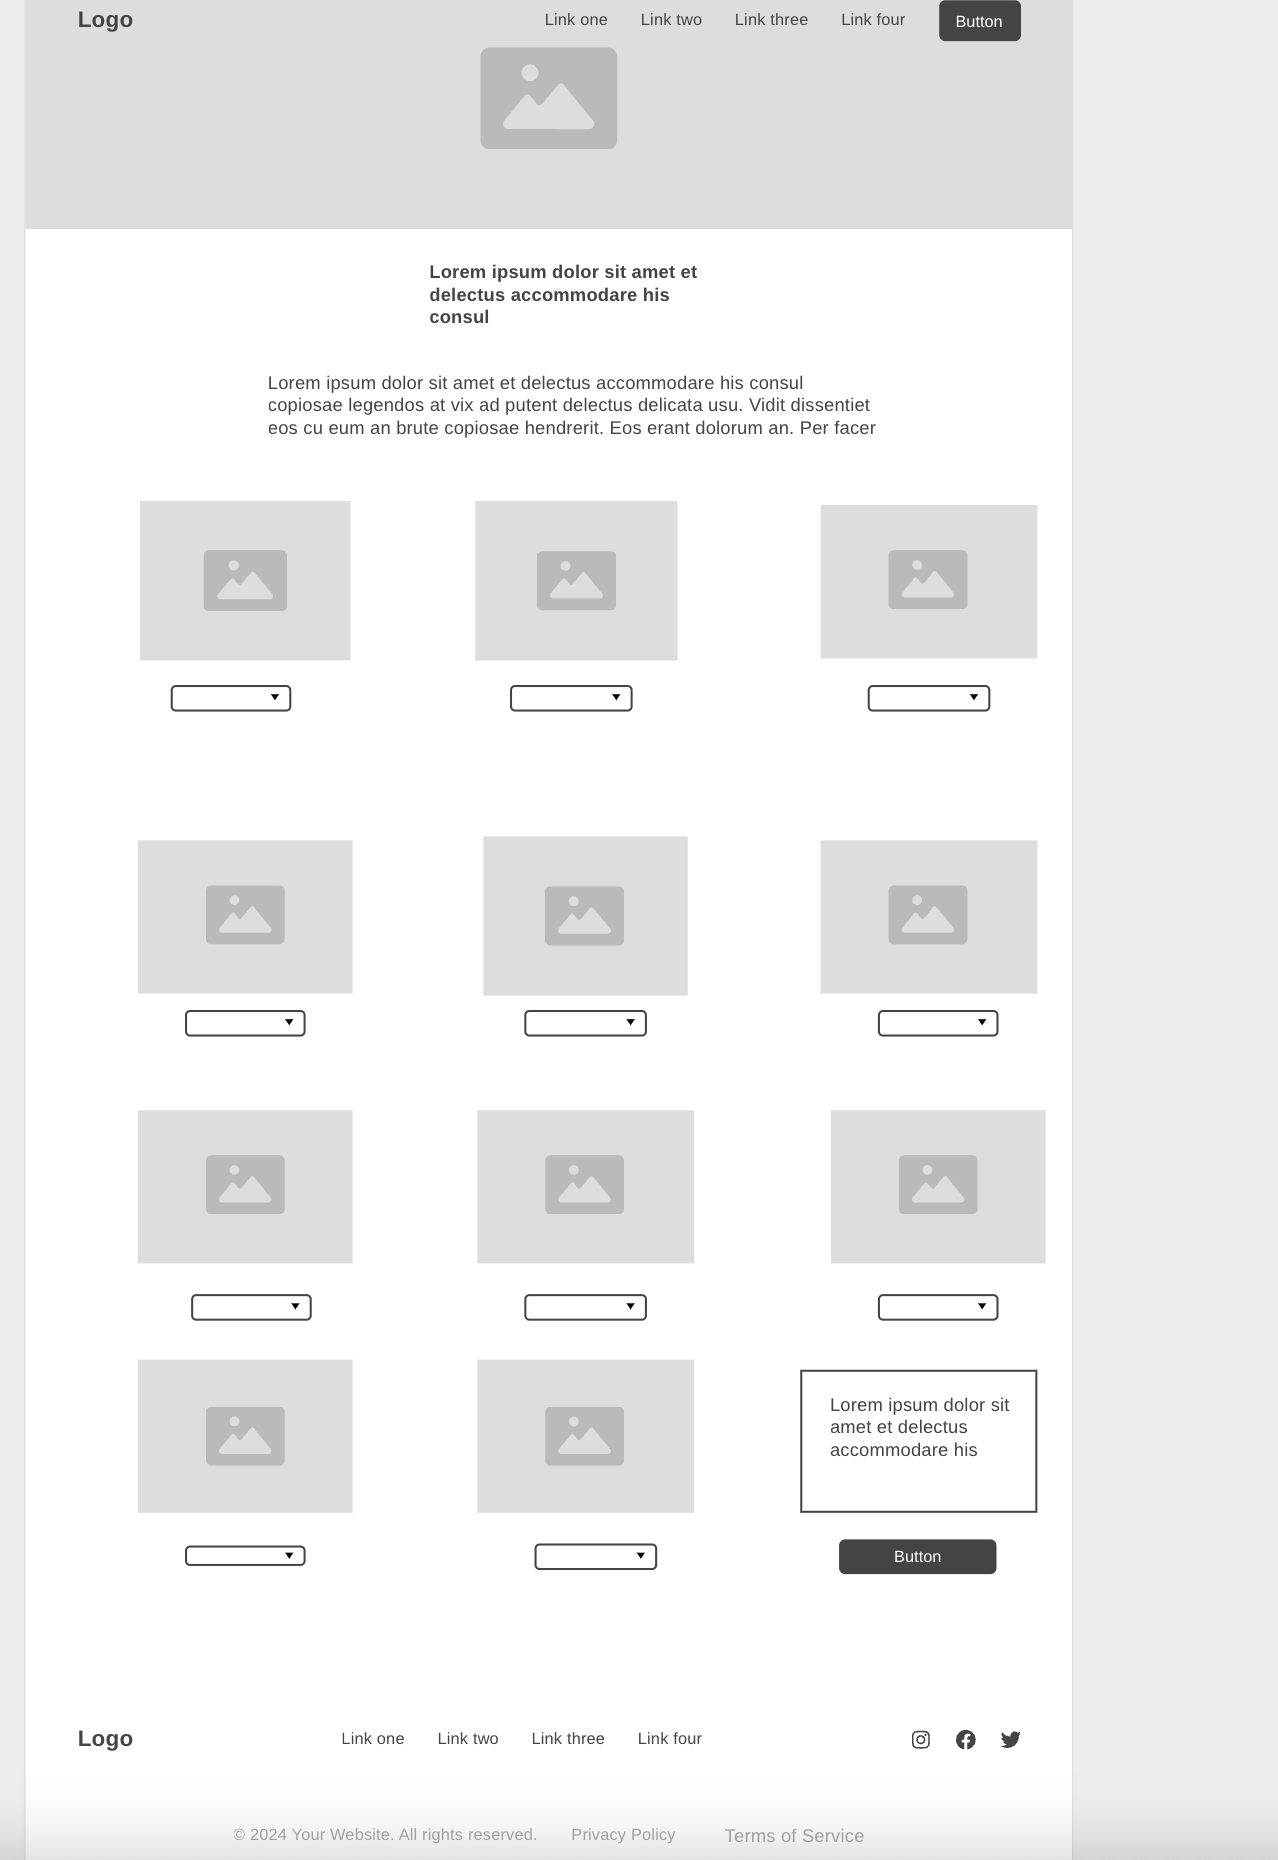 Logo
Link one
Link two
Link three
Link four
Button
Lorem ipsum dolor sit amet et
delectus accommodare his
consul
Lorem ipsum dolor sit amet et delectus accommodare his consul
copiosae legendos at vix ad putent delectus delicata usu. Vidit dissentiet
eos cu eum an brute copiosae hendrerit. Eos erant dolorum an. Per facer
Lorem ipsum dolor sit
amet et delectus
accommodare his
Button
Logo
Link one
Link two
Link three
Link four
© 2024 Your Website. All rights reserved.
Privacy Policy
Terms of Service